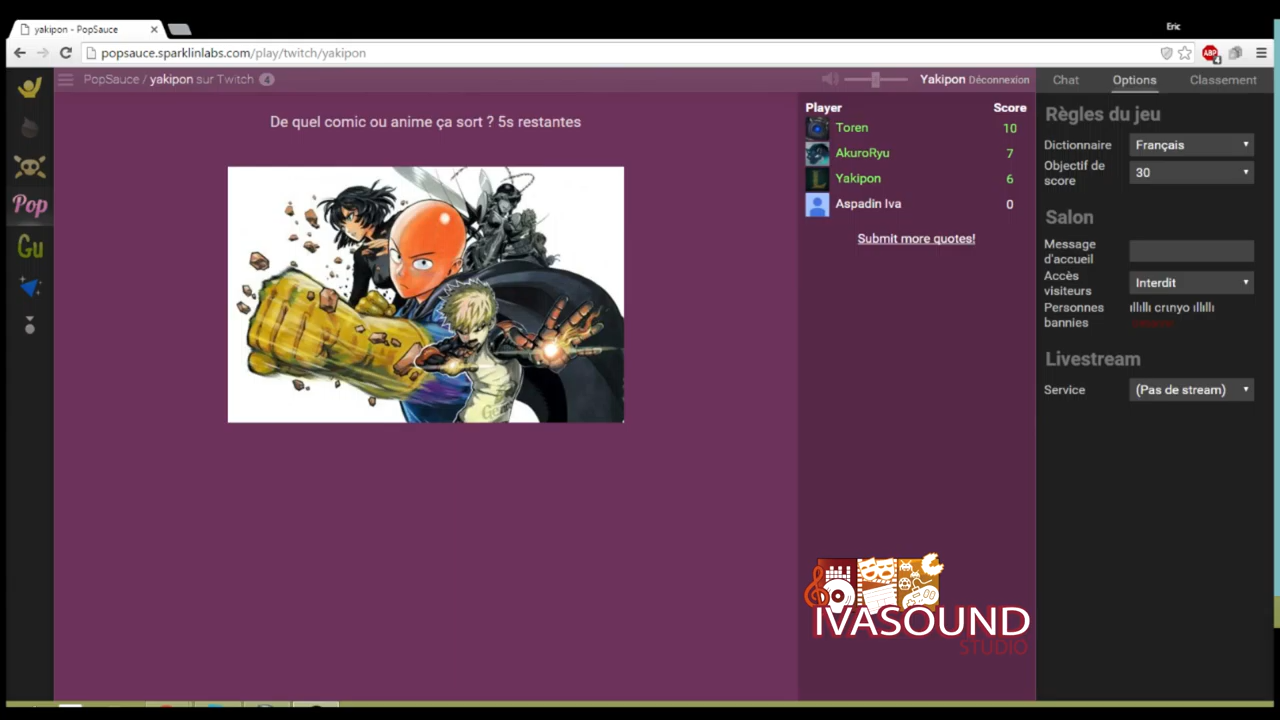 Eric
yakipon - PopSauce
popsauce.sparklinlabs.com/play/twitch/yakipon
ABP
4
PopSauce / yakipon sur Twitch 4
Yakipon Déconnexion
Chat
Options
Classement
Pop
Gu
De quel comic ou anime ça sort ? 5s restantes
Player Score
Toren 10
AkuroRyu 7
Yakipon 6
Aspadin Iva 0
Submit more quotes!
Règles du jeu
Dictionnaire Français
Objectif de score 30
Salon
Message d'accueil
Accès visiteurs Interdit
Personnes bannies
Livestream
Service (Pas de stream)
IVASOUND
STUDIO